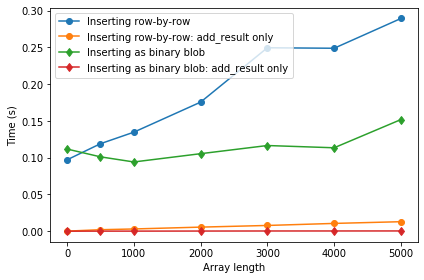 Inserting row-by-row
Inserting row-by-row: add_result only
Inserting as binary blob
Inserting as binary blob: add_result only
0.30
0.25
0.20
0.15
0.10
0.05
0.00
Time (s)
0
1000
2000
3000
4000
5000
Array length